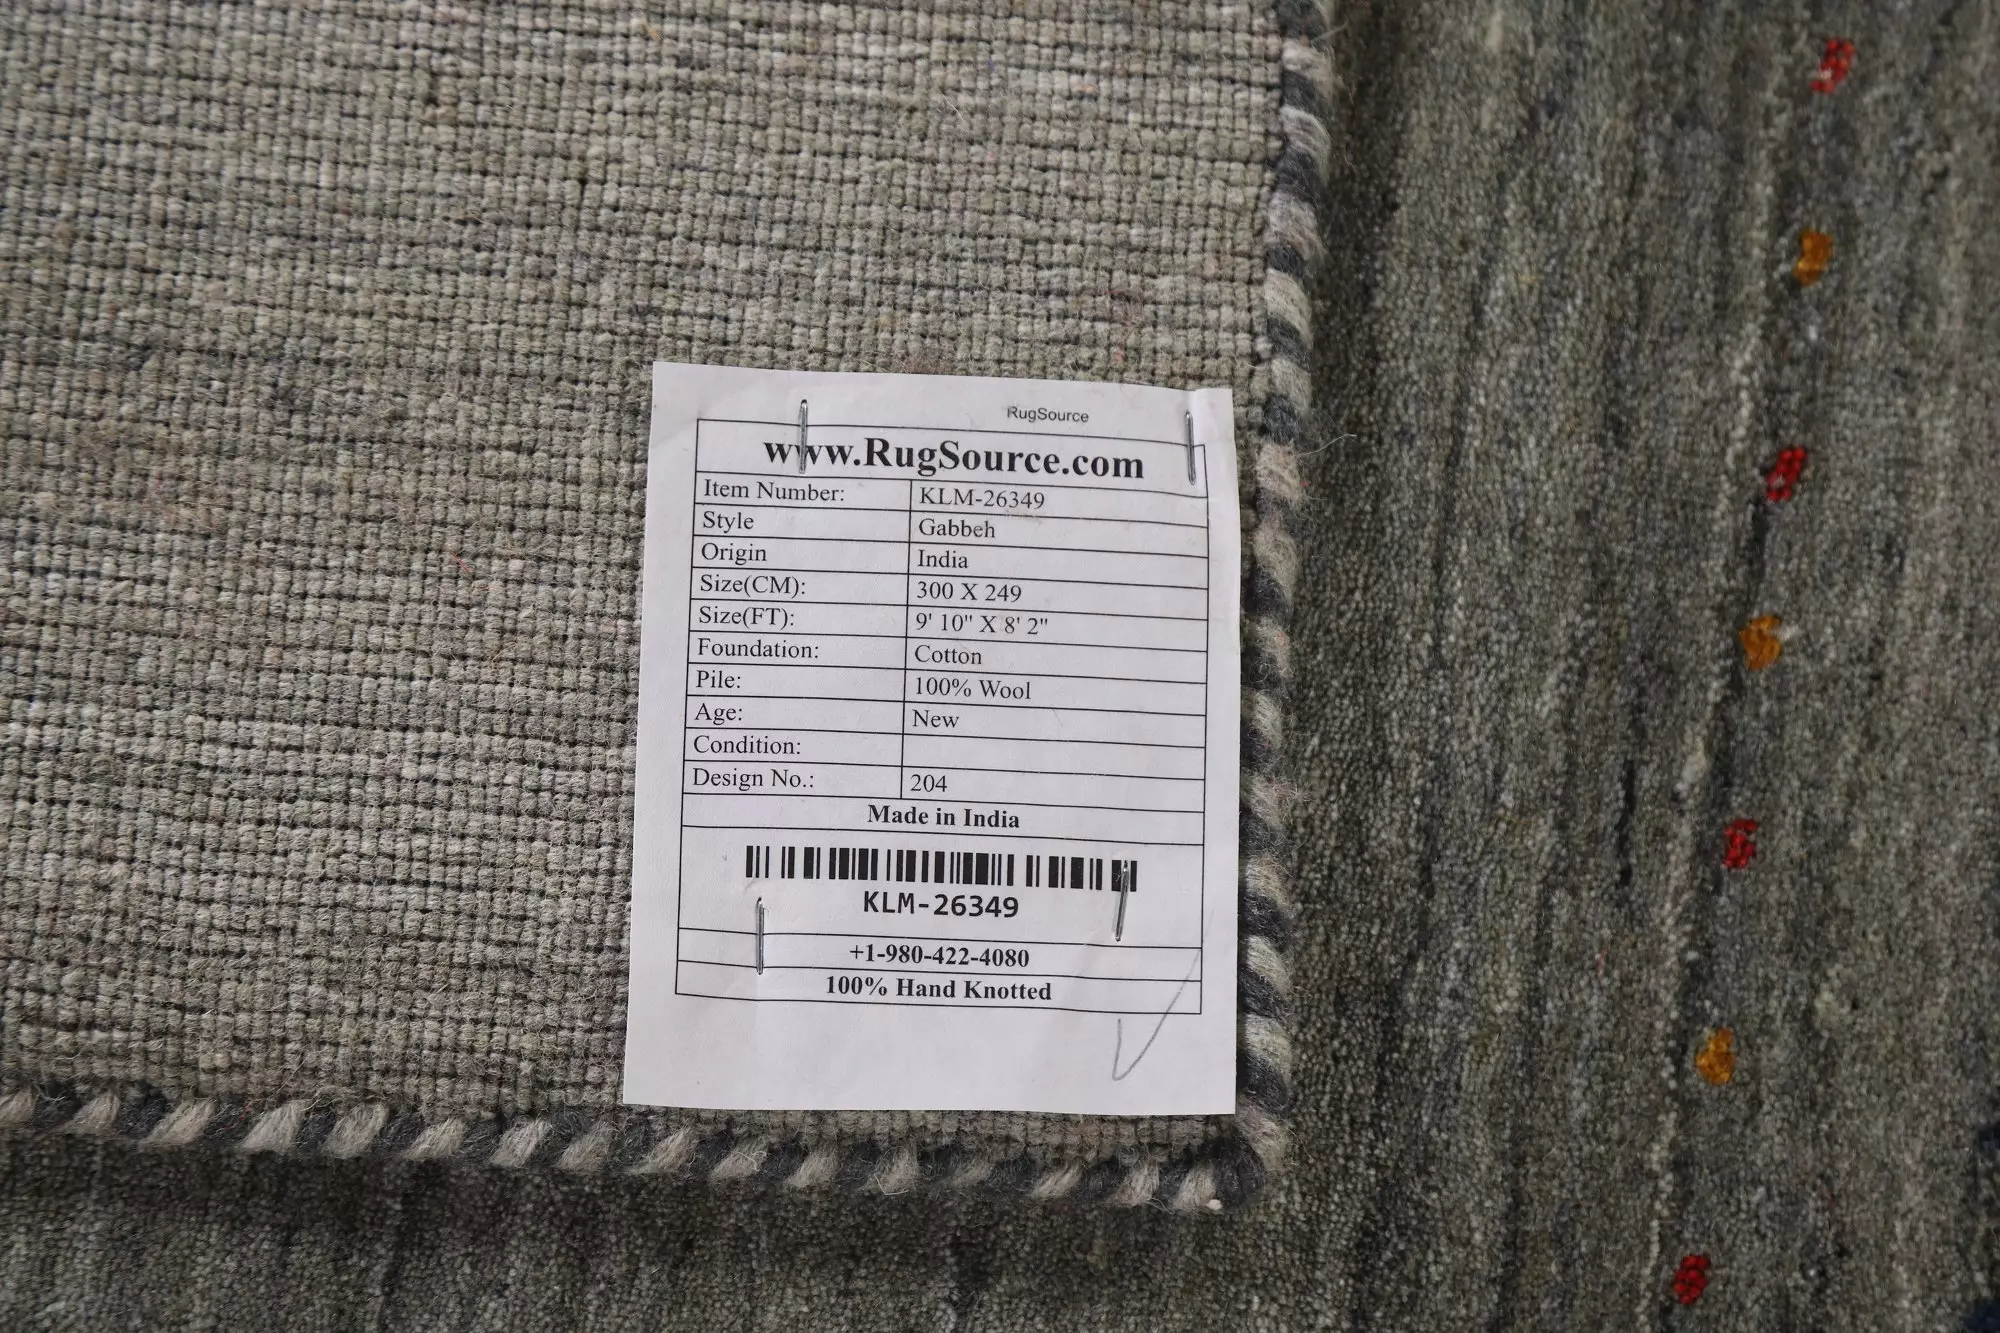 RugSource
www.RugSource.com
Item Number: KLM-26349
Style Gabbeh
Origin India
Size(CM): 300 X 249
Size(FT): 9' 10" X 8' 2"
Foundation: Cotton
Pile: 100% Wool
Age: New
Condition:
Design No.: 204
Made in India
KLM-26349
+1-980-422-4080
100% Hand Knotted